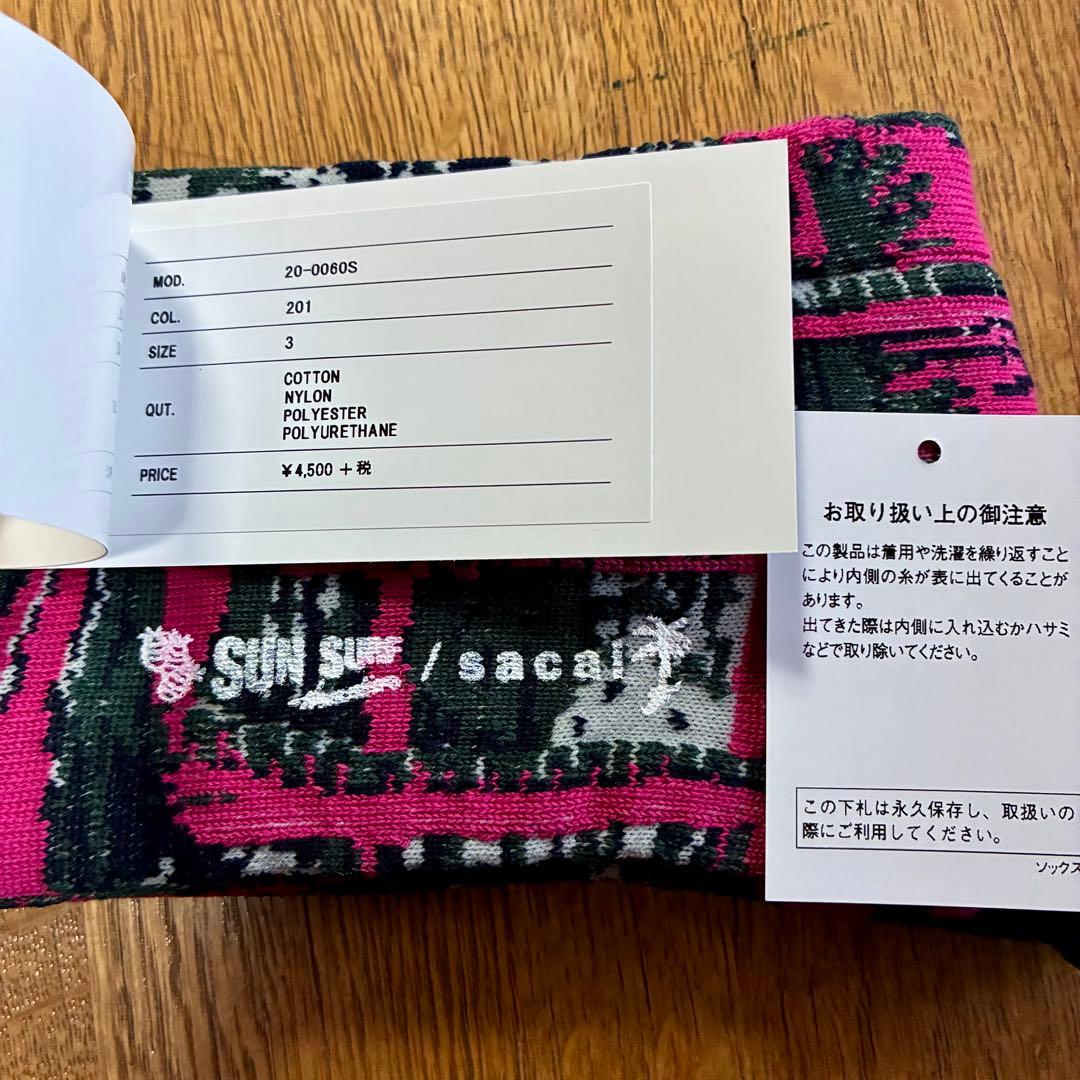 MOD. 20-0060S
COL. 201
SIZE 3
QUT. COTTON
NYLON
POLYESTER
POLYURETHANE
PRICE ¥4,500 +税
お取り扱い上の御注意
この製品は着用や洗濯を繰り返すこと
により内側の糸が表に出てくることが
あります。
出てきた際は内側に入れ込むかハサミ
などで取り除いてください。
この下札は永久保存し、取扱いの
際にご利用してください。
ソックス
SUN SURF / sacai